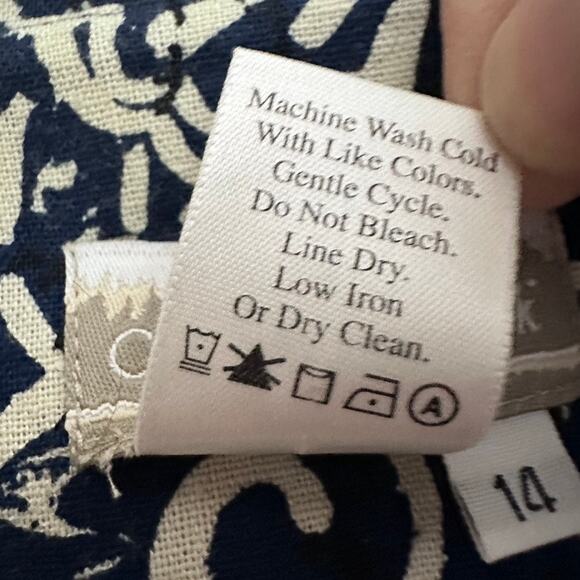 Machine Wash Cold
With Like Colors.
Gentle Cycle.
Do Not Bleach.
Line Dry.
Low Iron
Or Dry Clean.
A
K
14